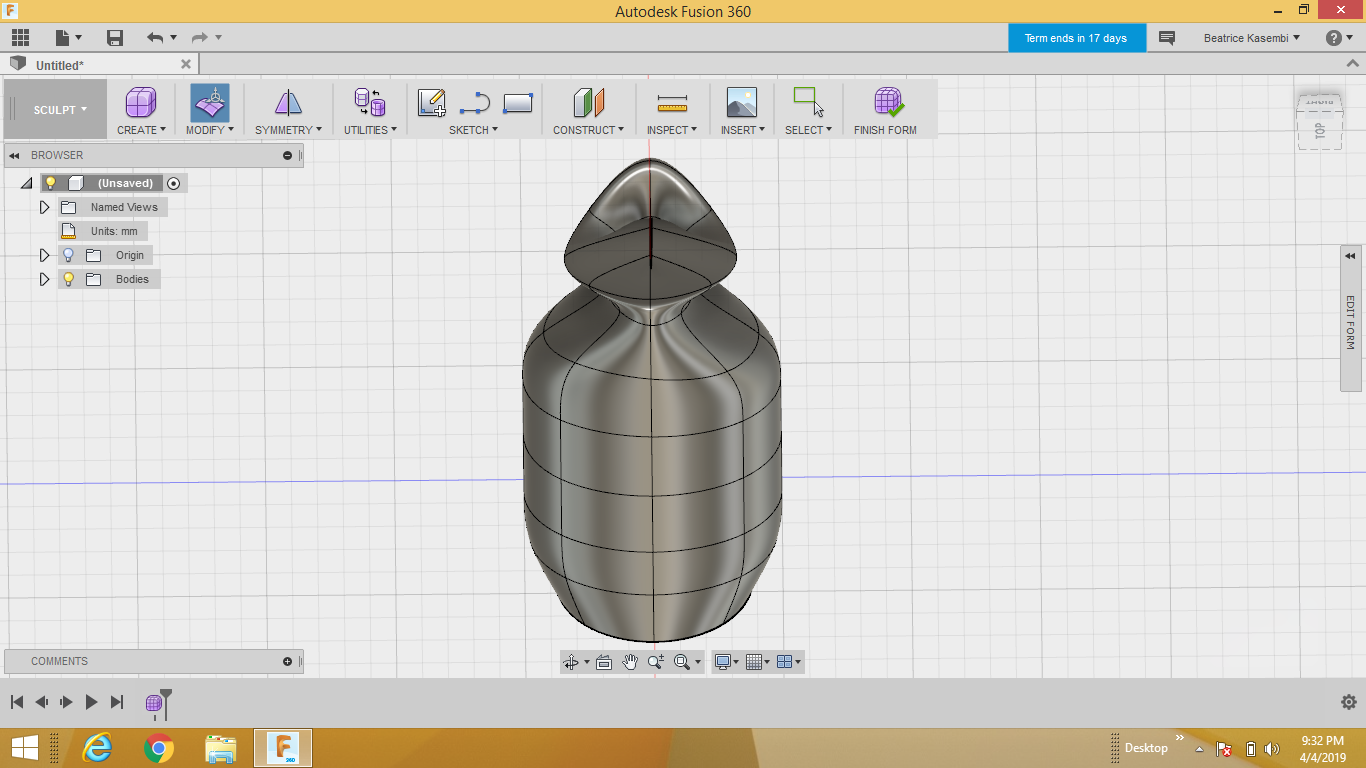 Autodesk Fusion 360
Term ends in 17 days
Beatrice Kasembi
Untitled*
SCULPT
CREATE
MODIFY
SYMMETRY
UTILITIES
SKETCH
CONSTRUCT
INSPECT
INSERT
SELECT
FINISH FORM
RIGHT
TOP
BROWSER
(Unsaved)
Named Views
Units: mm
Origin
Bodies
EDIT FORM
COMMENTS
360
Desktop
9:32 PM
4/4/2019